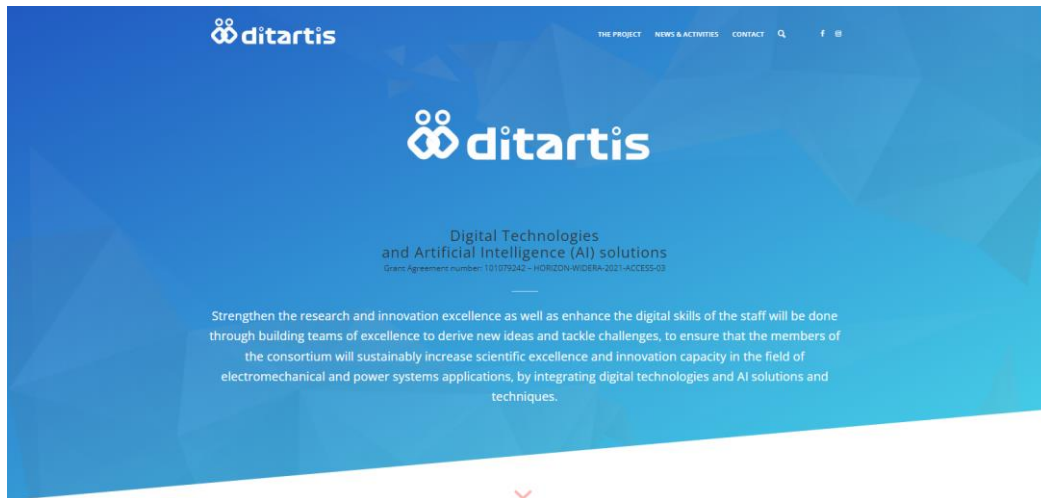 ditartis
THE PROJECT NEWS & ACTIVITIES CONTACT
ditartis
Digital Technologies
and Artificial Intelligence (AI) solutions
Grant Agreement number: 101079242 – HORIZON-WIDERA-2021-ACCESS-03
Strengthen the research and innovation excellence as well as enhance the digital skills of the staff will be done
through building teams of excellence to derive new ideas and tackle challenges, to ensure that the members of
the consortium will sustainably increase scientific excellence and innovation capacity in the field of
electromechanical and power systems applications, by integrating digital technologies and AI solutions and
techniques.